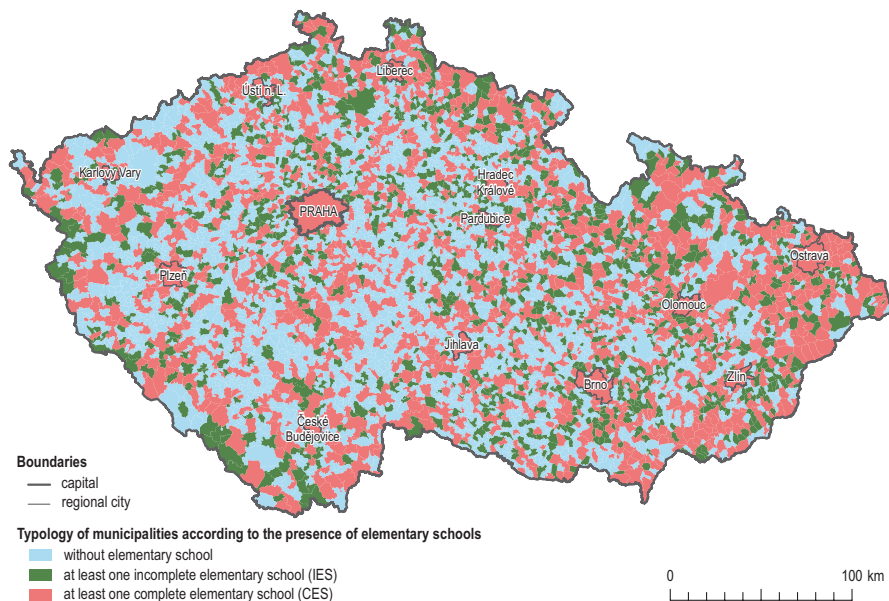 Liberec
Ústí n. L.
Karlovy Vary
Hradec
Králové
PRAHA
Pardubice
Ostrava
Plzeň
Olomouc
Jihlava
Zlín
Brno
České
Budějovice
Boundaries
capital
regional city
Typology of municipalities according to the presence of elementary schools
without elementary school
at least one incomplete elementary school (IES)
at least one complete elementary school (CES)
0 100 km